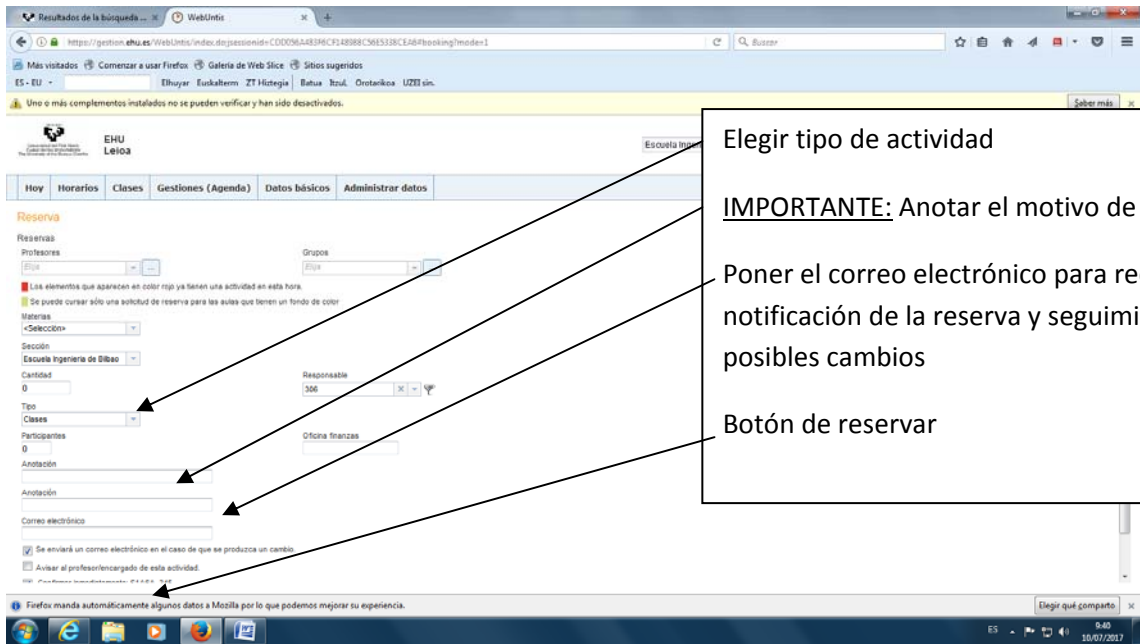 Resultados de la búsqueda ...
WebUntis
https://gestion.ehu.es/WebUntis/index.do;jsessionid=
Buscar
Más visitados Comenzar a usar Firefox Galería de Web Slice Sitios sugeridos
ES - EU Elhuyar Euskalterm ZT Hiztegia Batua Itzul. Orotarikoa UZEI sin.
Uno o más complementos instalados no se pueden verificar y han sido desactivados.
Saber más
EHU
Leioa
Escuela Ingen
Hoy Horarios Clases Gestiones (Agenda) Datos básicos Administrar datos
Reserva
Reservas
Profesores Grupos
Elija Elija
Los elementos que aparecen en color rojo ya tienen una actividad en esta hora.
Se puede cursar sólo una solicitud de reserva para las aulas que tienen un fondo de color
Materias
<Selección>
Sección
Escuela Ingeniería de Bilbao
Cantidad Responsable
0 306
Tipo
Clases
Participantes Oficina finanzas
0
Anotación
Anotación
Correo electrónico
Se enviará un correo electrónico en el caso de que se produzca un cambio.
Avisar al profesor/encargado de esta actividad.
Elegir tipo de actividad
IMPORTANTE: Anotar el motivo de
Poner el correo electrónico para re
notificación de la reserva y seguimi
posibles cambios
Botón de reservar
Firefox manda automáticamente algunos datos a Mozilla por lo que podemos mejorar su experiencia.
Elegir qué comparto
ES
9:40
10/07/2017